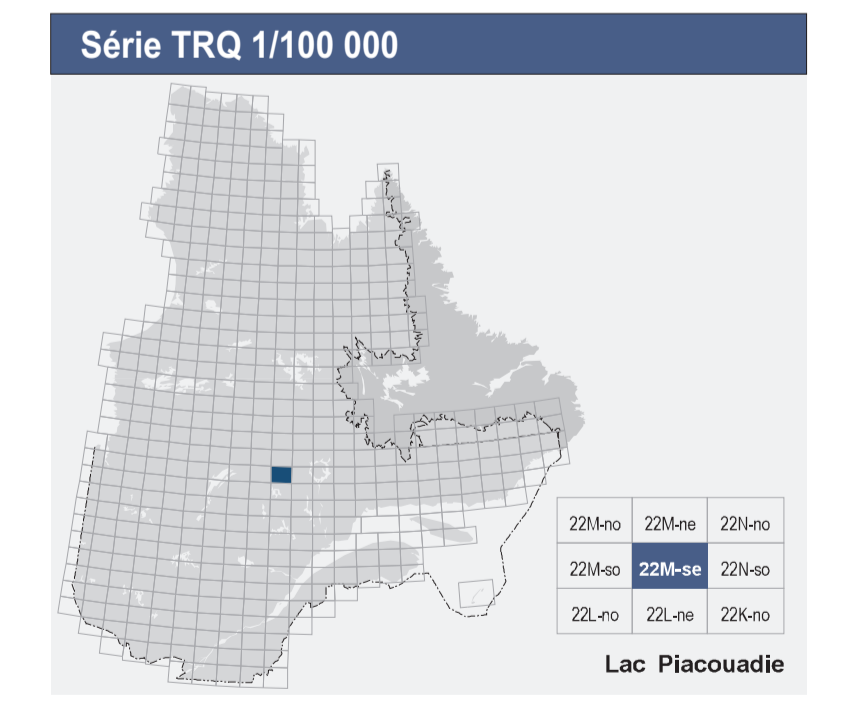 Série TRQ 1/100 000
22M-no 22M-ne 22N-no
22M-so 22M-se 22N-so
22L-no 22L-ne 22K-no
Lac Piacouadie